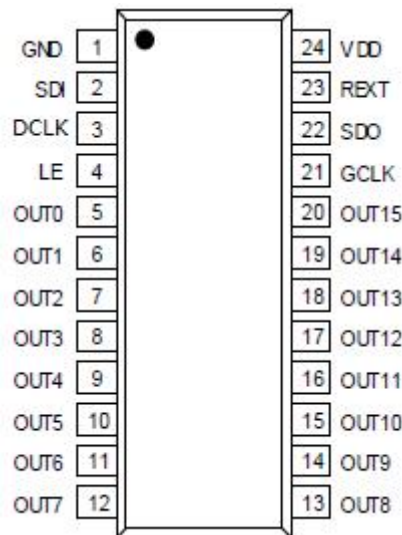 GND 1 24 VDD
SDI 2 23 REXT
DCLK 3 22 SDO
LE 4 21 GCLK
OUT0 5 20 OUT15
OUT1 6 19 OUT14
OUT2 7 18 OUT13
OUT3 8 17 OUT12
OUT4 9 16 OUT11
OUT5 10 15 OUT10
OUT6 11 14 OUT9
OUT7 12 13 OUT8